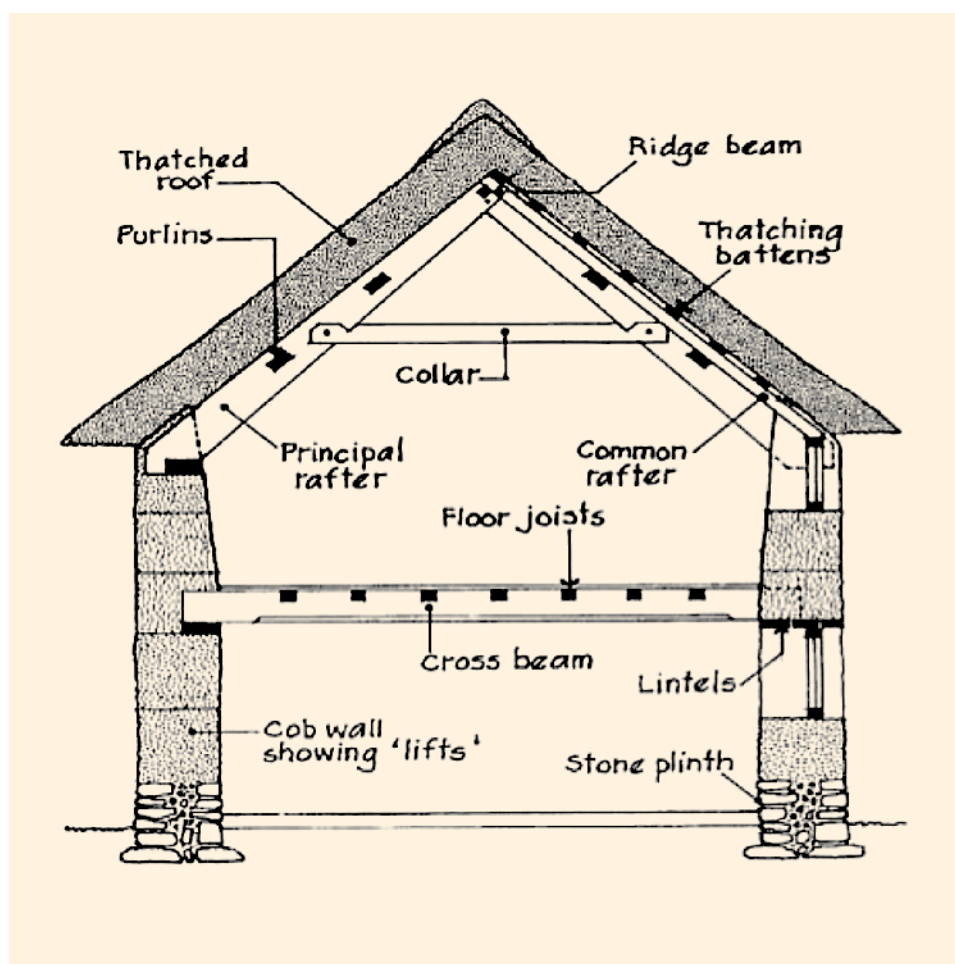 Thatched
roof
Ridge beam
Purlins
Thatching
battens
Collar
Principal
rafter
Common
rafter
Floor joists
Cross beam
Lintels
Cob wall
showing 'lifts'
Stone plinth